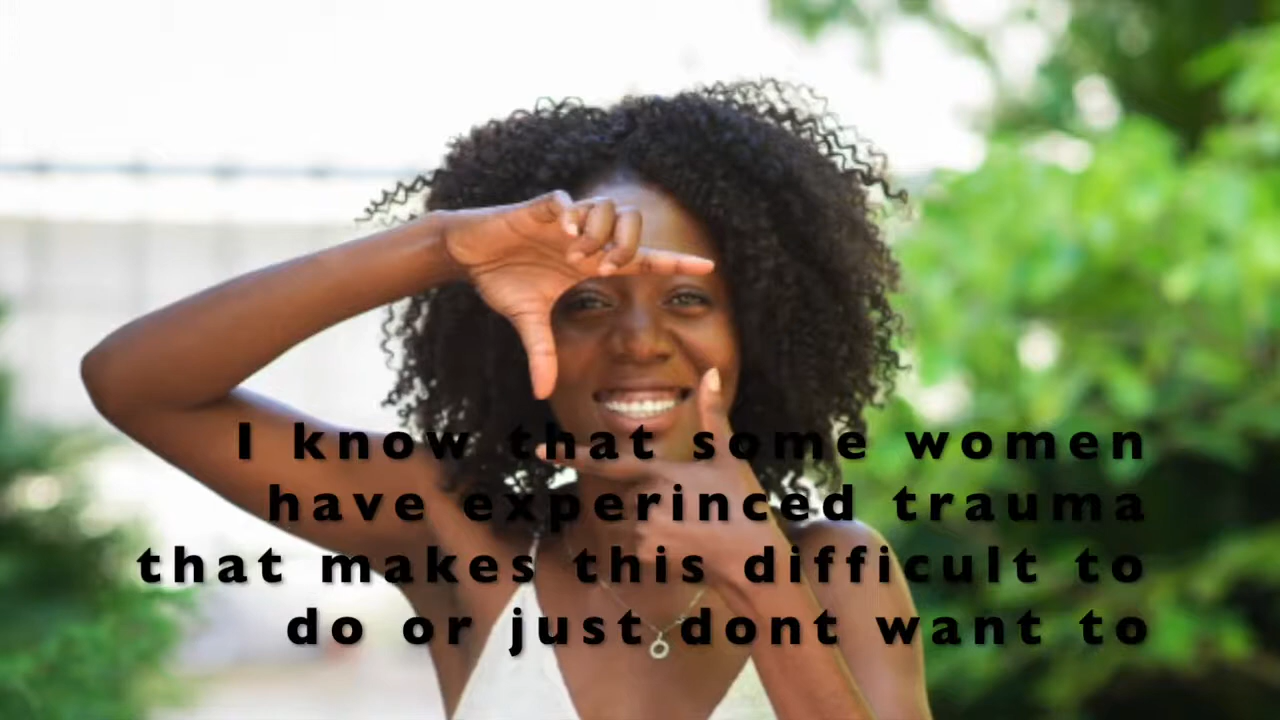 I know that some women
have experinced trauma
that makes this difficult to
do or just dont want to